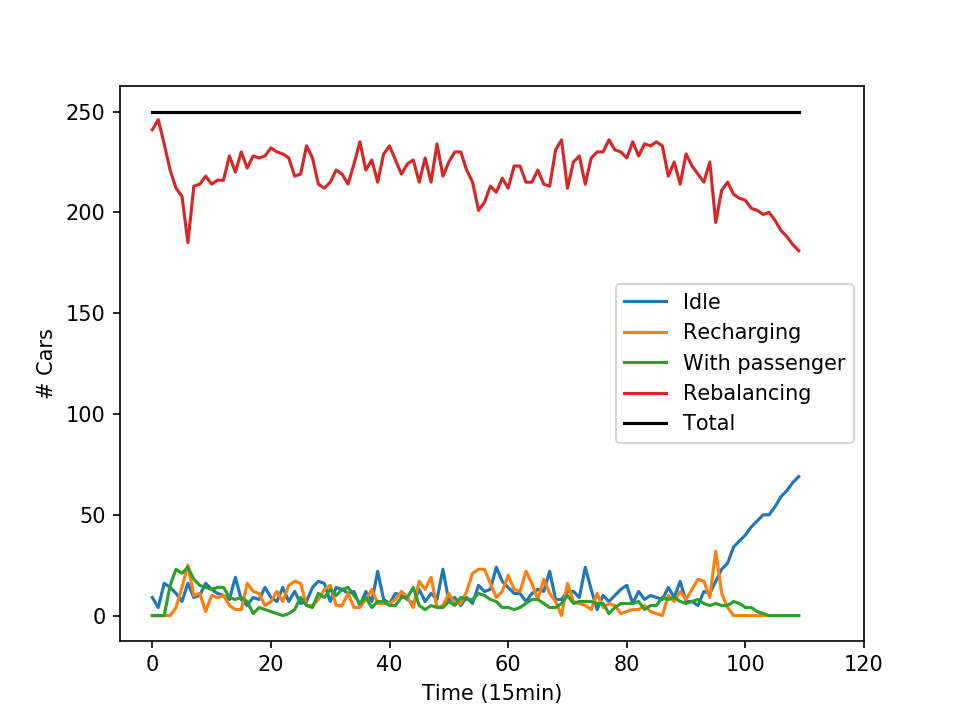 250
200
150
100
50
0
# Cars
Idle
Recharging
With passenger
Rebalancing
Total
0 20 40 60 80 100 120
Time (15min)